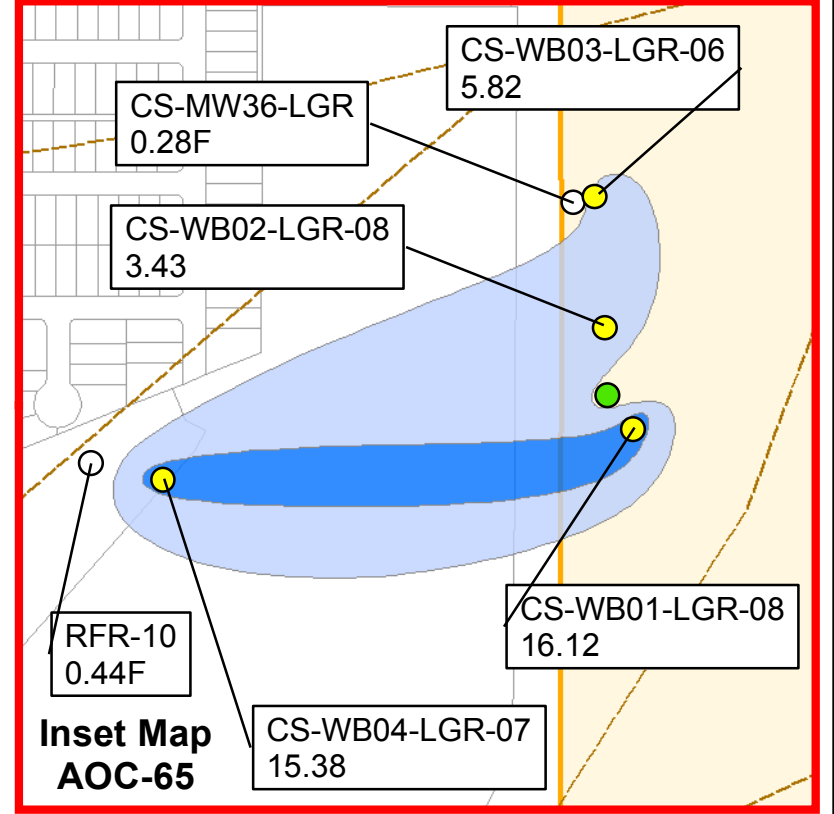 CS-WB03-LGR-06
5.82
CS-MW36-LGR
0.28F
CS-WB02-LGR-08
3.43
CS-WB01-LGR-08
16.12
RFR-10
0.44F
CS-WB04-LGR-07
15.38
Inset Map
AOC-65